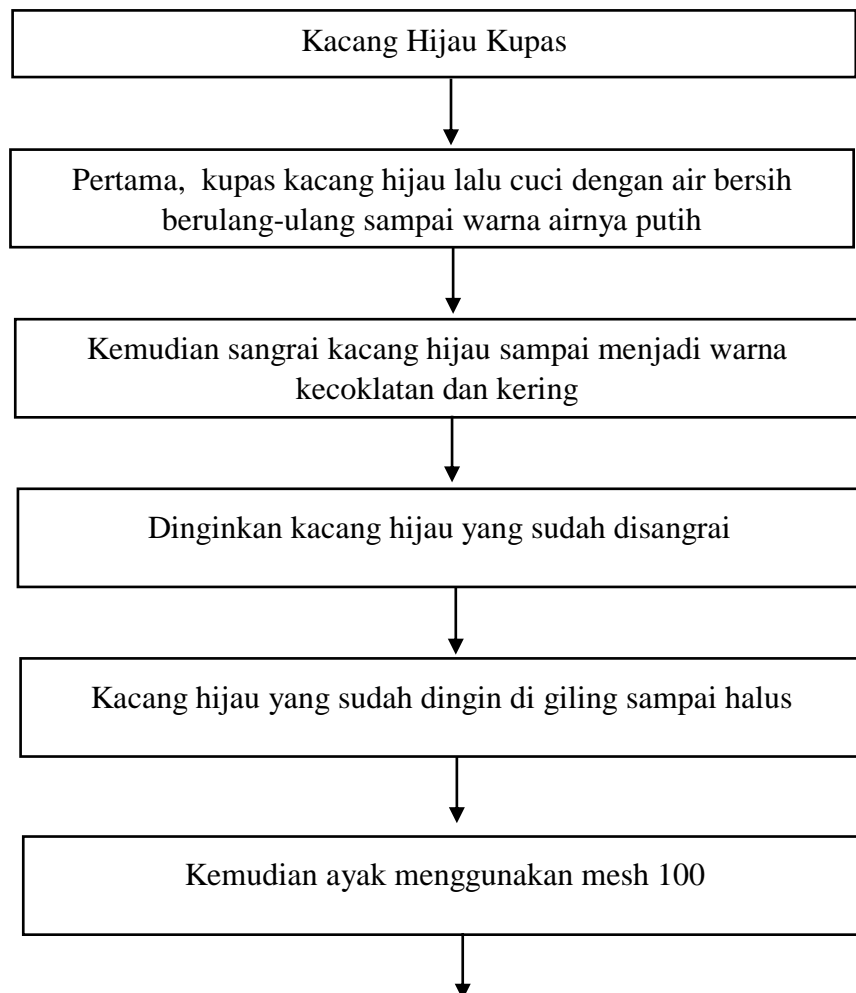 Kacang Hijau Kupas
Pertama,  kupas kacang hijau lalu cuci dengan air bersih
berulang-ulang sampai warna airnya putih
Kemudian sangrai kacang hijau sampai menjadi warna
kecoklatan dan kering
Dinginkan kacang hijau yang sudah disangrai
Kacang hijau yang sudah dingin di giling sampai halus
Kemudian ayak menggunakan mesh 100